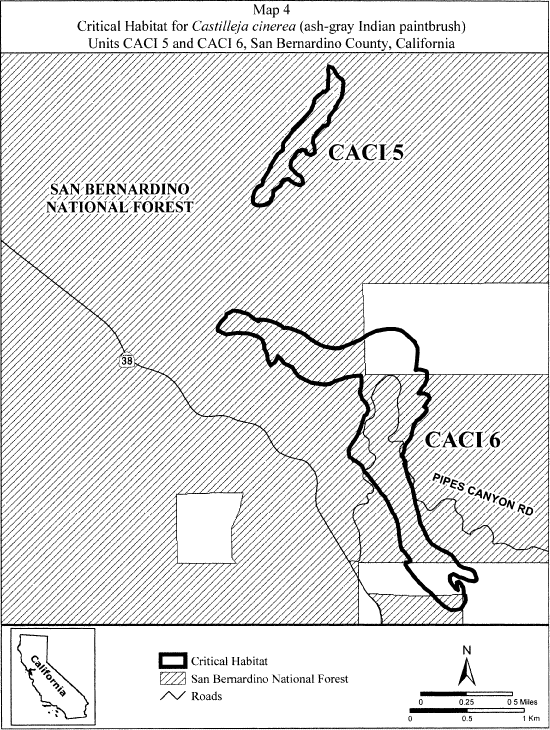 Map 4
Critical Habitat for Castilleja cinerea (ash-gray Indian paintbrush)
Units CACI 5 and CACI 6, San Bernardino County, California
CACI 5
SAN BERNARDINO
NATIONAL FOREST
38
CACI 6
PIPES CANYON RD
California
Critical Habitat
San Bernardino National Forest
Roads
N
0 0.25 0 5 Miles
0 0.5 1 Km